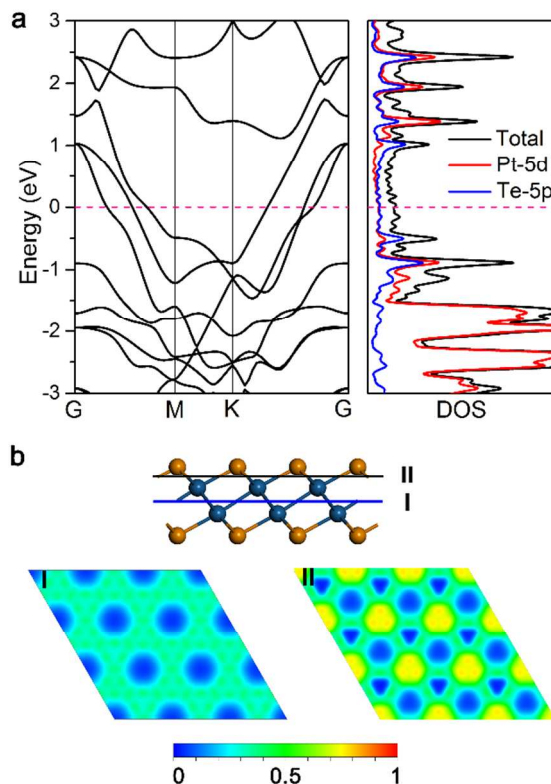 a
3
2
1
0
-1
-2
-3
Energy (eV)
G M K G
Total
Pt-5d
Te-5p
DOS
b
II
I
I
II
0 0.5 1